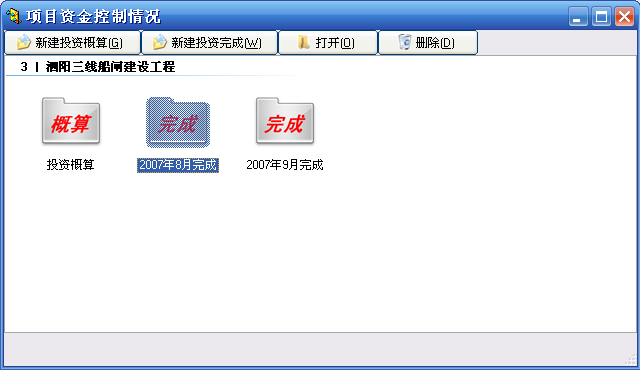 项目资金控制情况
新建投资概算(G) 新建投资完成(W) 打开(O) 删除(D)
3 | 泗阳三线船闸建设工程
概算 完成 完成
投资概算 2007年8月完成 2007年9月完成